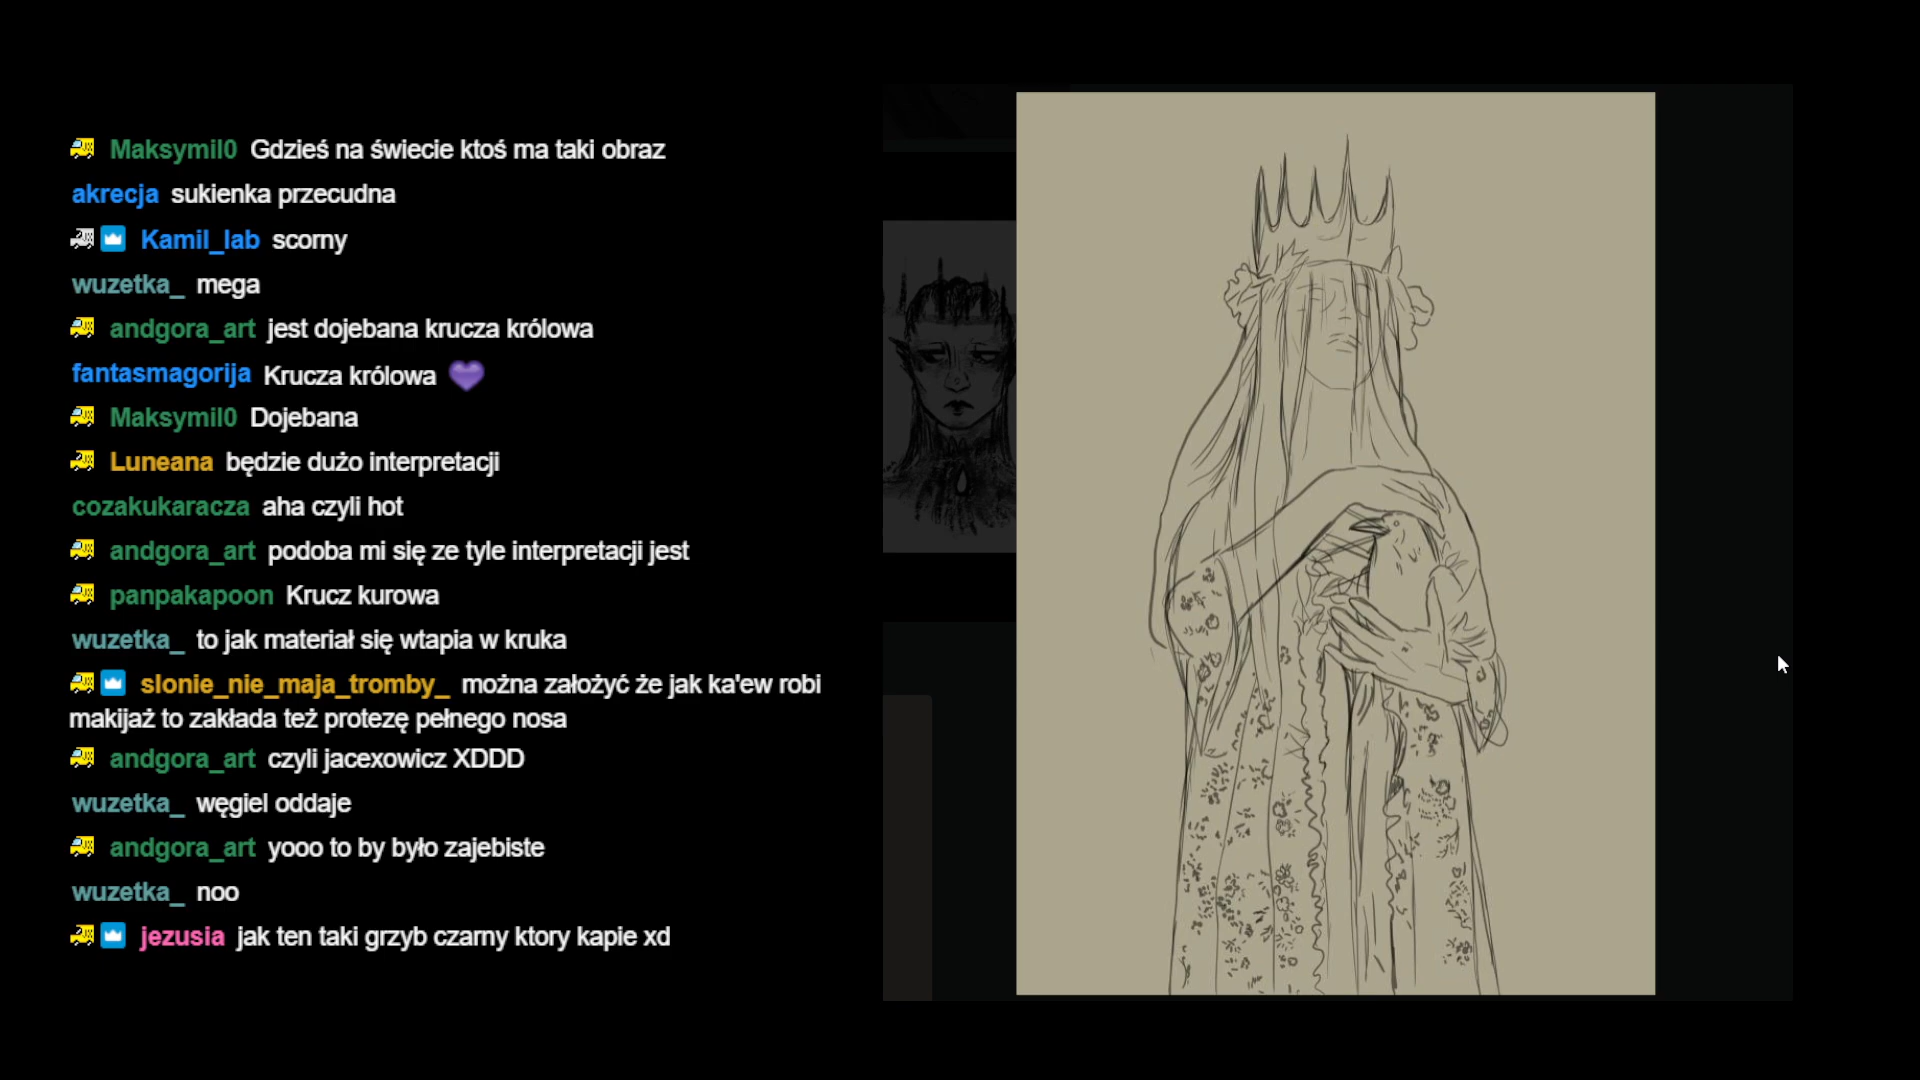 Maksymil0 Gdzieś na świecie ktoś ma taki obraz
akrecja sukienka przecudna
Kamil_lab scorny
wuzetka_ mega
andgora_art jest dojebana krucza królowa
fantasmagorija Krucza królowa
Maksymil0 Dojebana
Luneana będzie dużo interpretacji
cozakukaracza aha czyli hot
andgora_art podoba mi się ze tyle interpretacji jest
panpakapoon Krucz kurowa
wuzetka_ to jak materiał się wtapia w kruka
slonie_nie_maja_tromby_ można założyć że jak ka'ew robi
makijaż to zakłada też protezę pełnego nosa
andgora_art czyli jacexowicz XDDD
wuzetka_ węgiel oddaje
andgora_art yooo to by było zajebiste
wuzetka_ noo
jezusia jak ten taki grzyb czarny ktory kapie xd